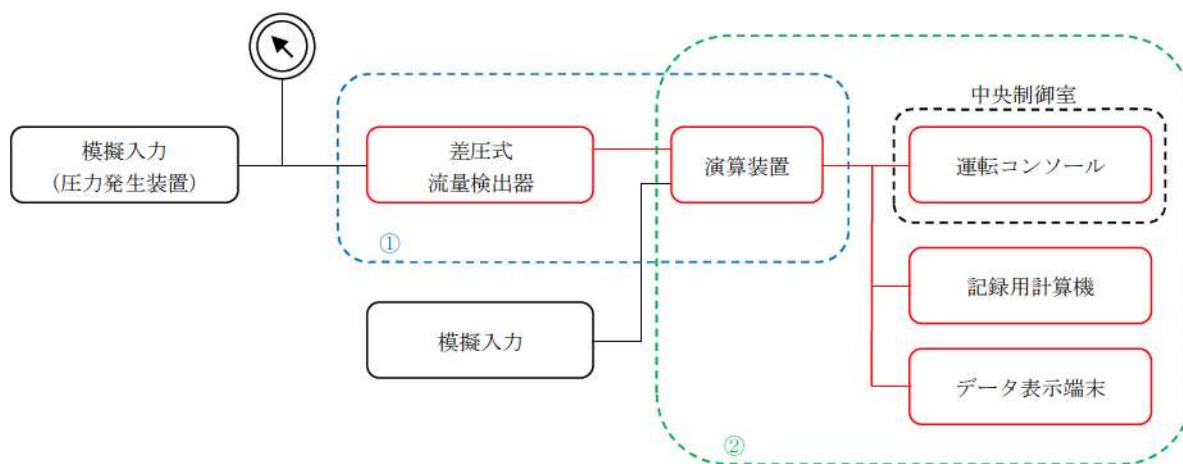 中央制御室
模擬入力
(圧力発生装置)
差圧式
流量検出器
演算装置
運転コンソール
①
記録用計算機
模擬入力
データ表示端末
②